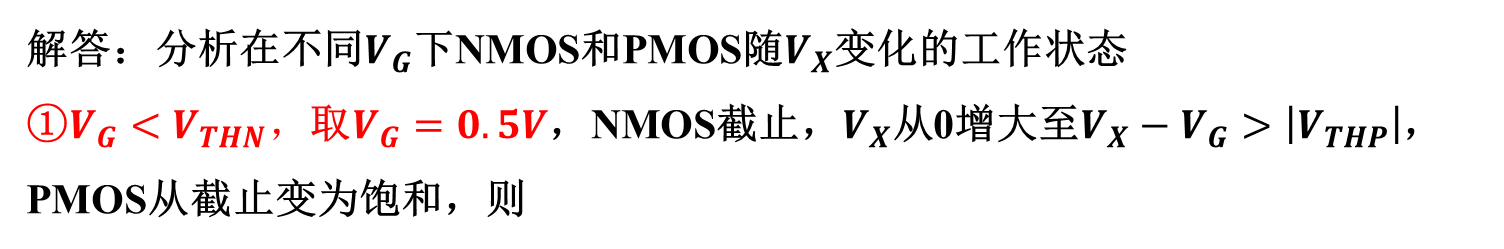 解答：分析在不同V_G下NMOS和PMOS随V_X变化的工作状态
①V_G < V_THN，取V_G = 0.5V，NMOS截止，V_X从0增大至V_X − V_G > |V_THP|，
PMOS从截止变为饱和，则